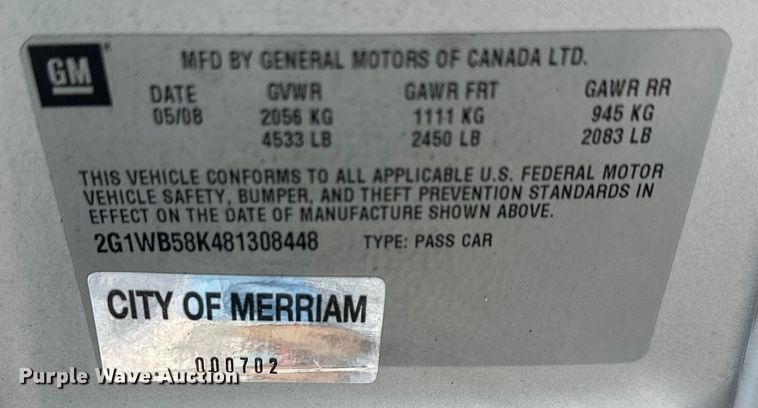 GM
MFD BY GENERAL MOTORS OF CANADA LTD.
DATE GVWR GAWR FRT GAWR RR
05/08 2056 KG 1111 KG 945 KG
4533 LB 2450 LB 2083 LB
THIS VEHICLE CONFORMS TO ALL APPLICABLE U.S. FEDERAL MOTOR
VEHICLE SAFETY, BUMPER, AND THEFT PREVENTION STANDARDS IN
EFFECT ON THE DATE OF MANUFACTURE SHOWN ABOVE.
2G1WB58K481308448 TYPE: PASS CAR
CITY OF MERRIAM
000702
Purple Wave Auction